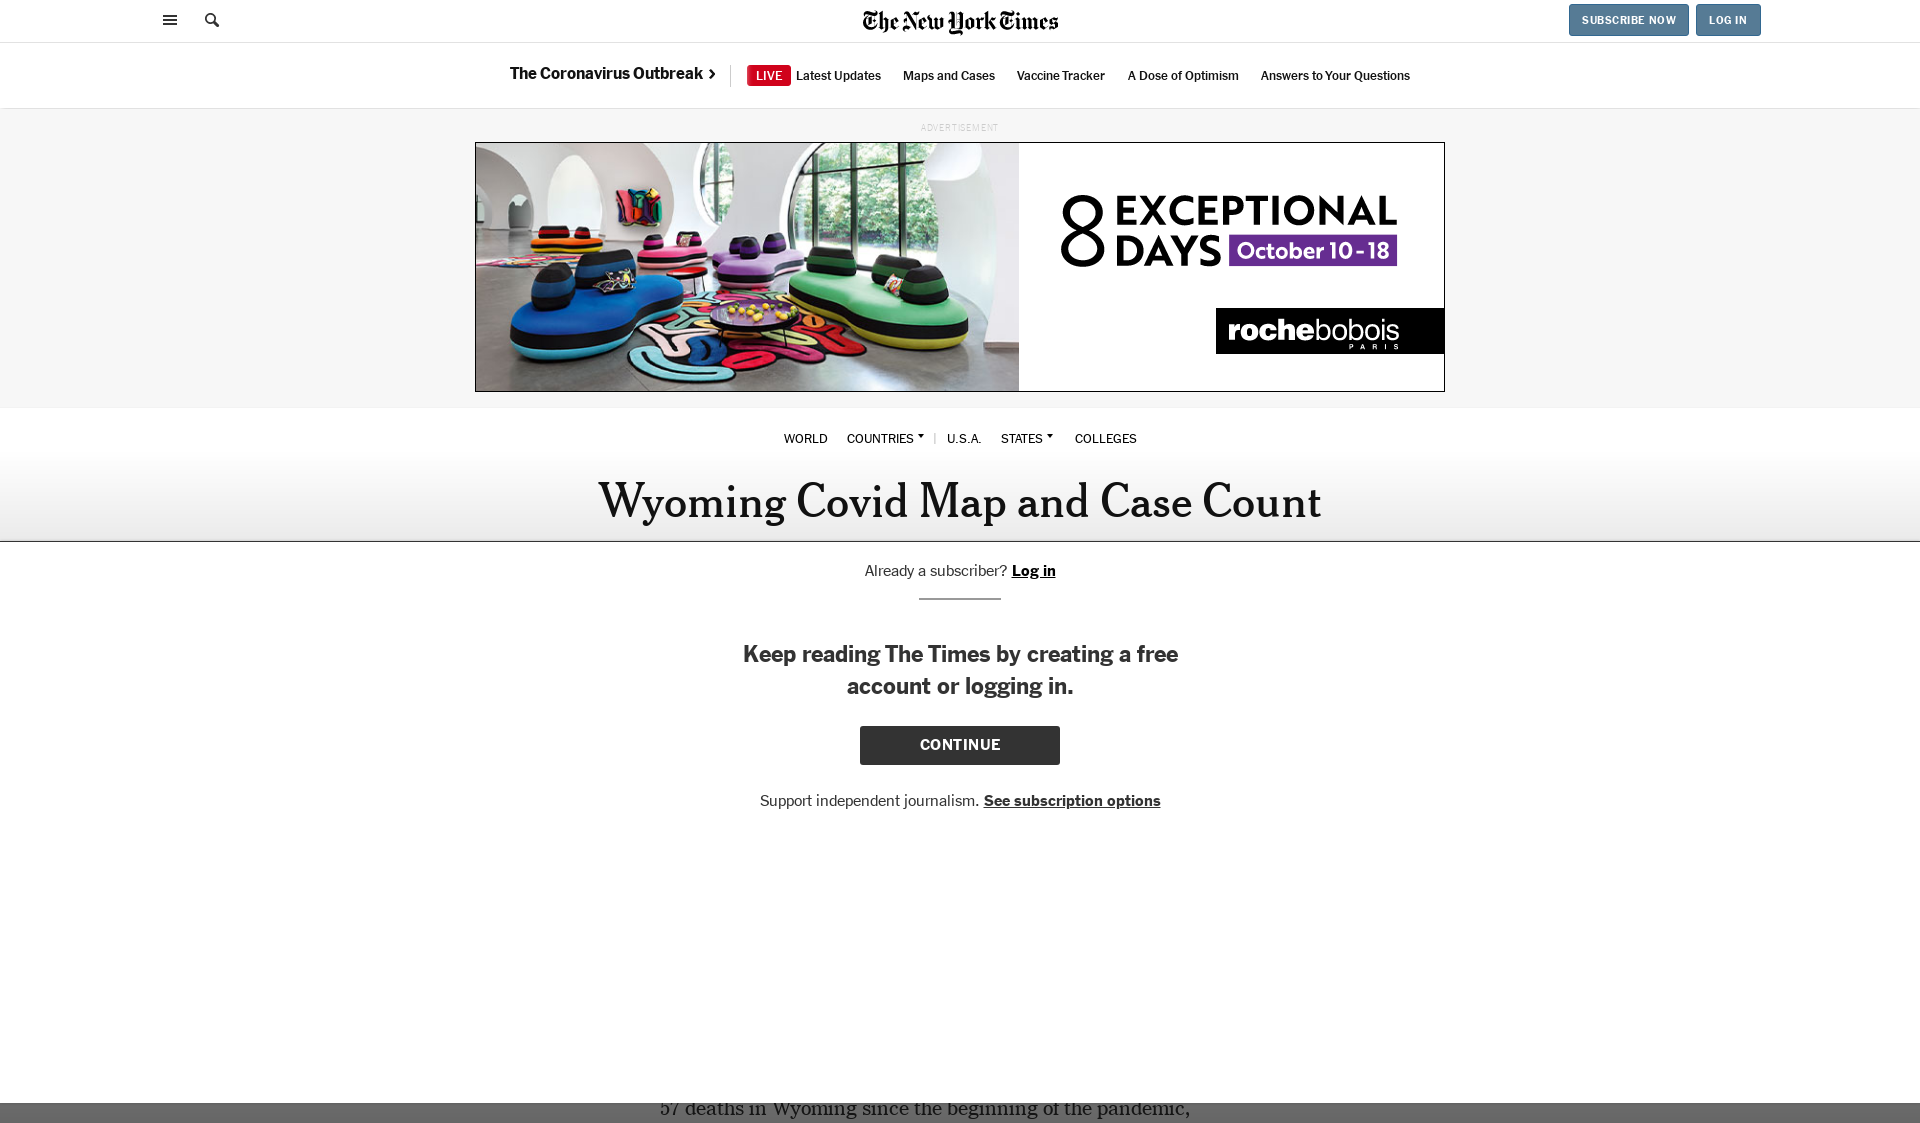 The New York Times
SUBSCRIBE NOW
LOG IN
The Coronavirus Outbreak
LIVE Latest Updates
Maps and Cases
Vaccine Tracker
A Dose of Optimism
Answers to Your Questions
ADVERTISEMENT
8 EXCEPTIONAL
DAYS October 10 - 18
rochebobois
PARIS
WORLD
COUNTRIES
U.S.A.
STATES
COLLEGES
Wyoming Covid Map and Case Count
Already a subscriber? Log in
Keep reading The Times by creating a free
account or logging in.
CONTINUE
Support independent journalism. See subscription options
57 deaths in Wyoming since the beginning of the pandemic,